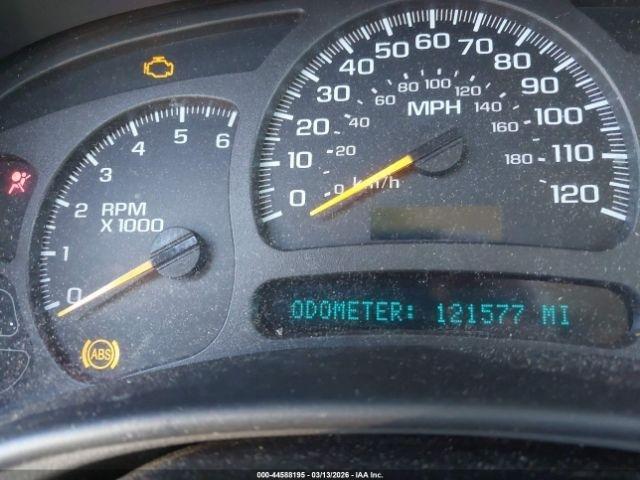 MPH
0 10 20 30 40 50 60 70 80 90 100 110 120
0 20 40 60 80 100 120 140 160 180
km/h
0 1 2 3 4 5 6
RPM
X 1000
ABS
ODOMETER: 121577 MI
000-44588195 - 03/13/2026 - IAA Inc.